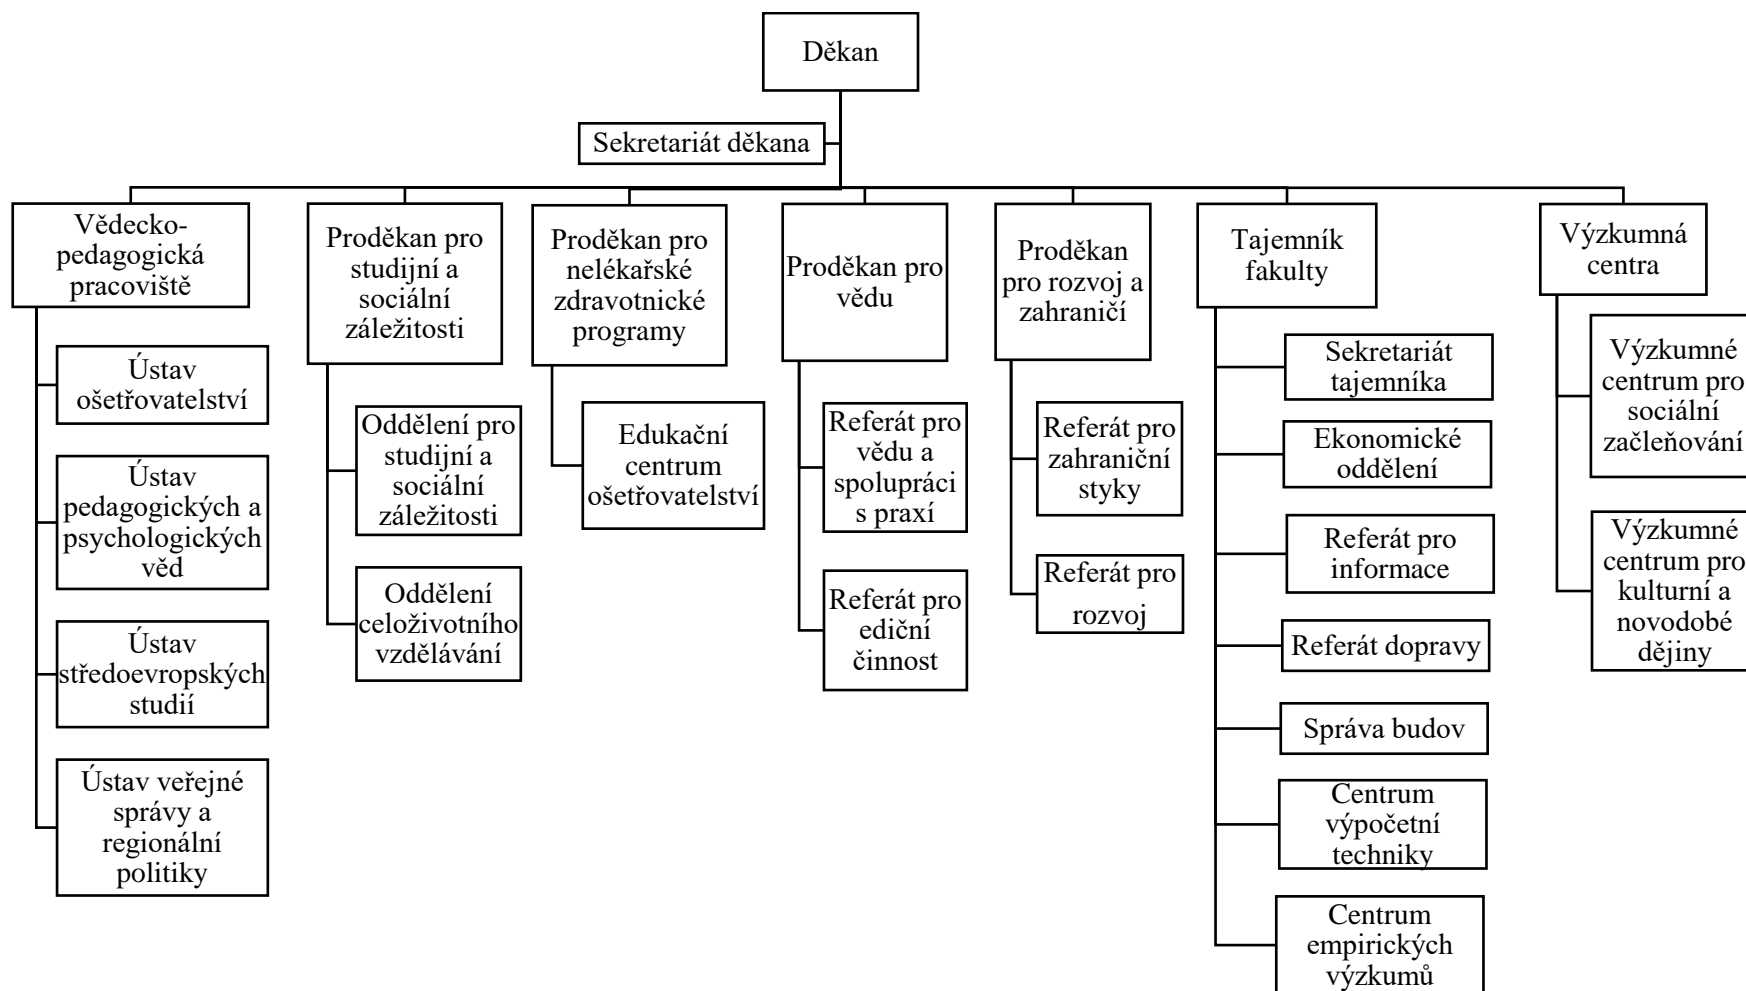 Děkan
Sekretariát děkana
Vědecko-
pedagogická
pracoviště
Ústav
ošetřovatelství
Ústav
pedagogických a
psychologických
věd
Ústav
středoevropských
studií
Ústav veřejné
správy a
regionální
politiky
Proděkan pro
studijní a
sociální
záležitosti
Oddělení pro
studijní a
sociální
záležitosti
Oddělení
celoživotního
vzdělávání
Proděkan pro
nelékařské
zdravotnické
programy
Edukační
centrum
ošetřovatelství
Proděkan pro
vědu
Referát pro
vědu a
spolupráci
s praxí
Referát pro
ediční
činnost
Proděkan
pro rozvoj a
zahraničí
Referát pro
zahraniční
styky
Referát pro
rozvoj
Tajemník
fakulty
Sekretariát
tajemníka
Ekonomické
oddělení
Referát pro
informace
Referát dopravy
Správa budov
Centrum
výpočetní
techniky
Centrum
empirických
výzkumů
Výzkumná
centra
Výzkumné
centrum pro
sociální
začleňování
Výzkumné
centrum pro
kulturní a
novodobé
dějiny